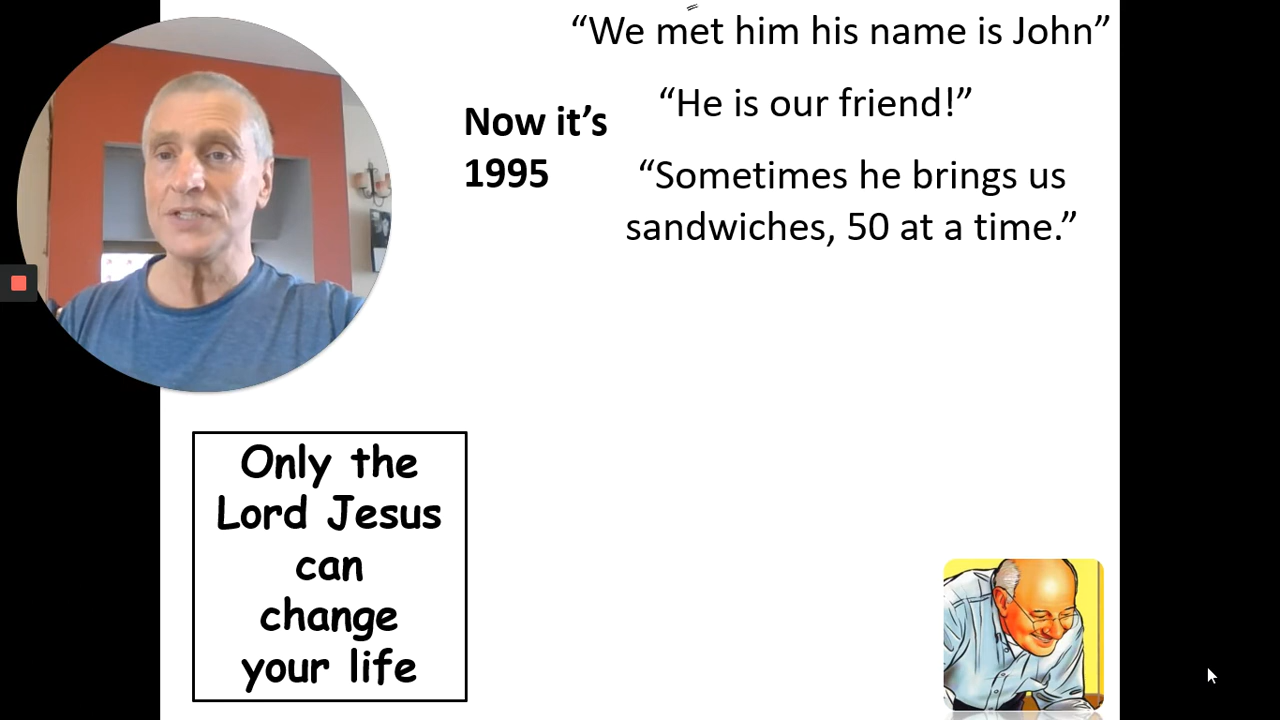 “We met him his name is John”
“He is our friend!”
Now it’s
1995
“Sometimes he brings us
sandwiches, 50 at a time.”
Only the
Lord Jesus
can
change
your life